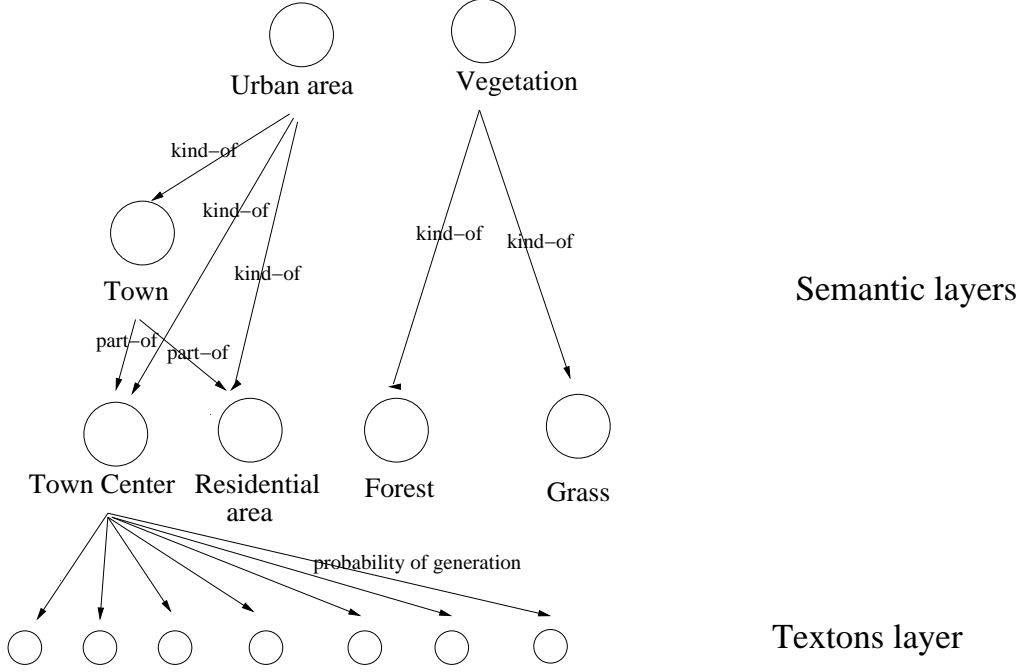 Urban area
Vegetation
kind−of
kind−of
kind−of
kind−of
kind−of
Town
Semantic layers
part−of
part−of
Town Center
Residential
area
Forest
Grass
probability of generation
Textons layer